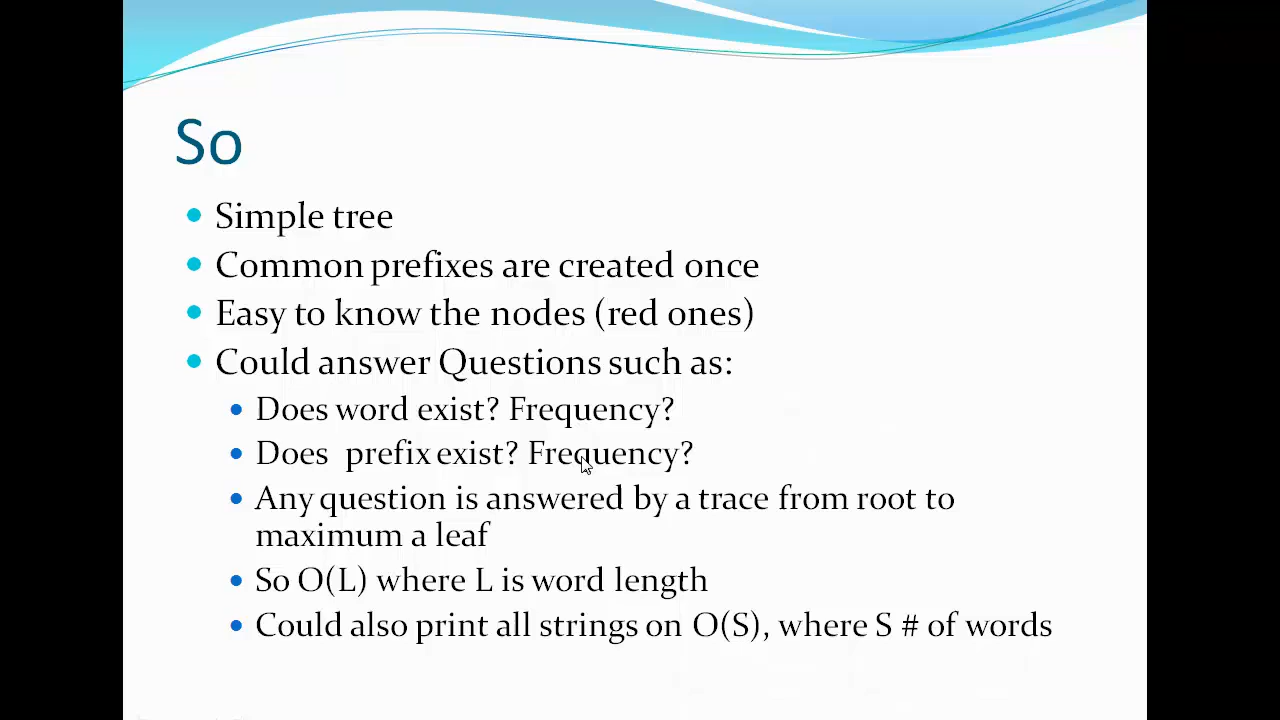 So
Simple tree
Common prefixes are created once
Easy to know the nodes (red ones)
Could answer Questions such as:
Does word exist? Frequency?
Does prefix exist? Frequency?
Any question is answered by a trace from root to
maximum a leaf
So O(L) where L is word length
Could also print all strings on O(S), where S # of words